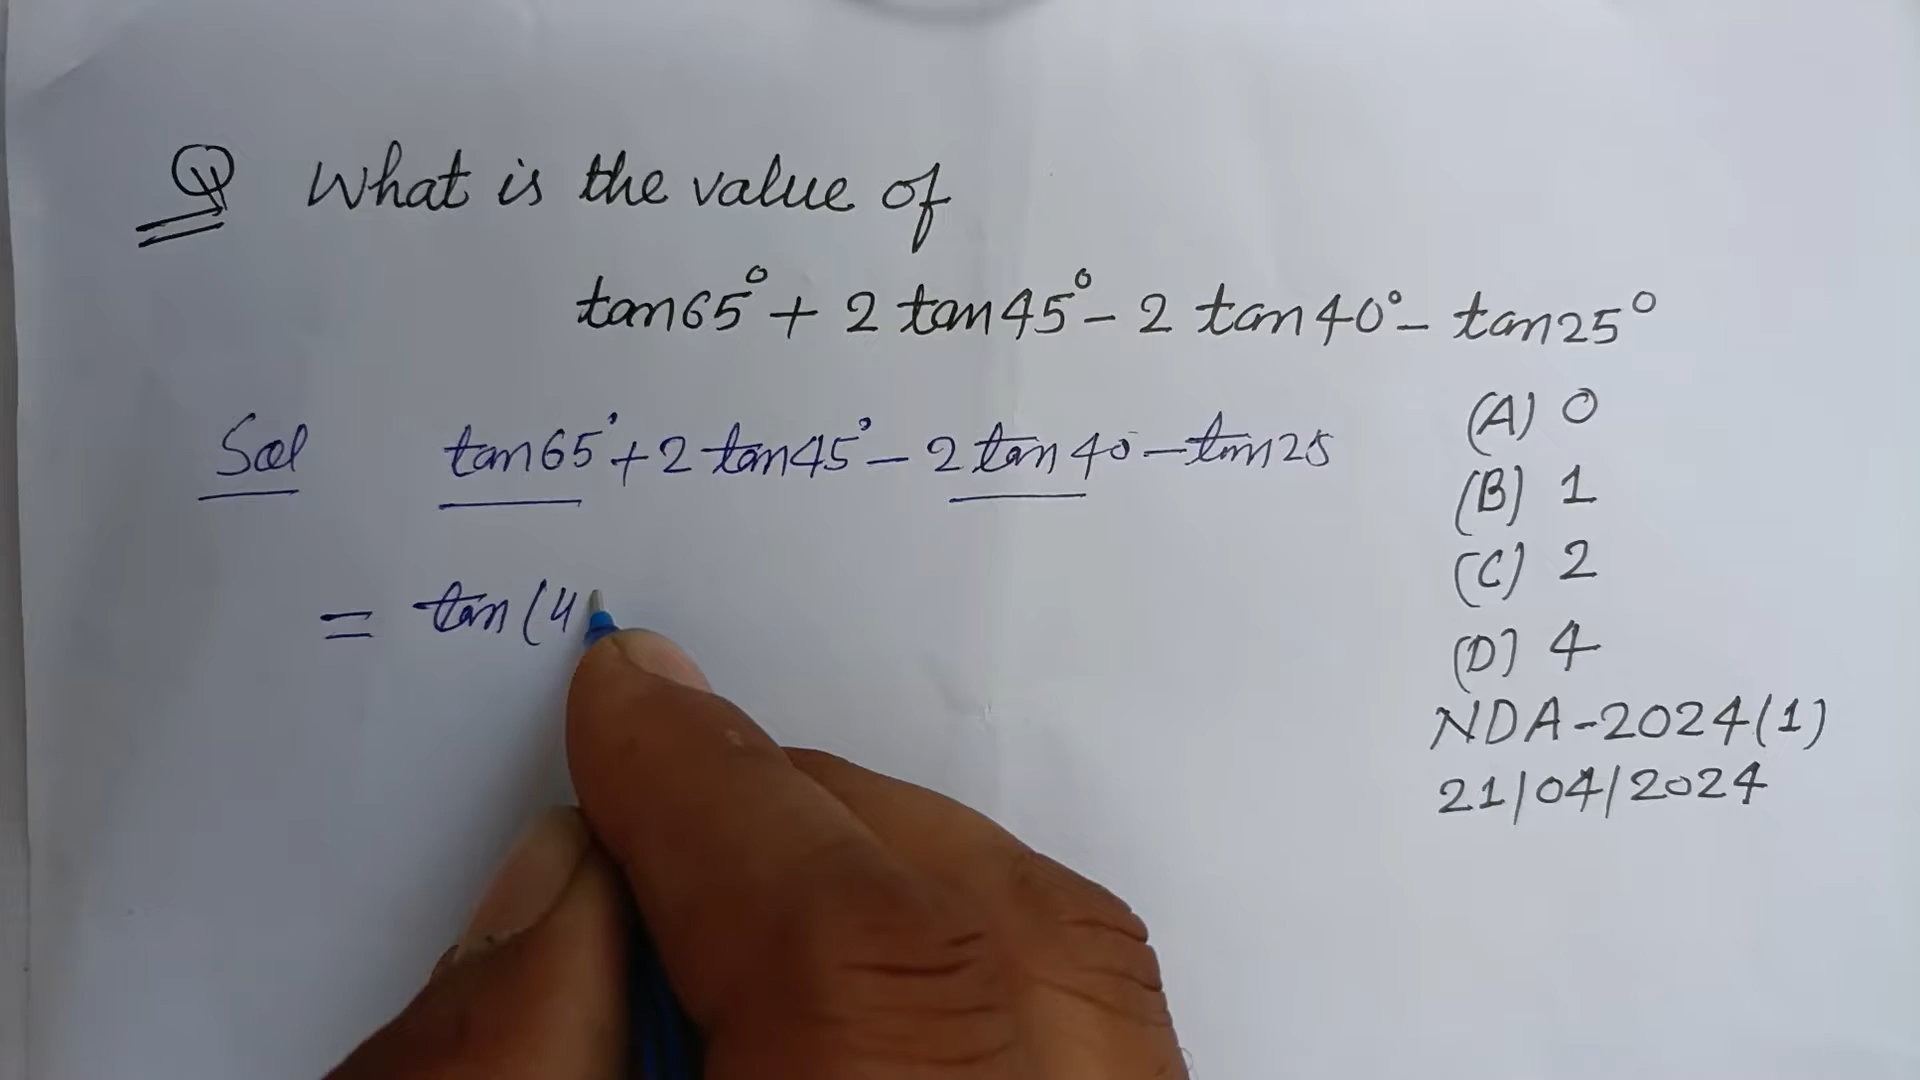 Q What is the value of
tan65° + 2 tan45° - 2 tan40° - tan25°
Sol tan65° + 2 tan45° - 2 tan40 - tan25
(A) 0
(B) 1
(C) 2
(D) 4
= tan (4
NDA-2024(1)
21/04/2024